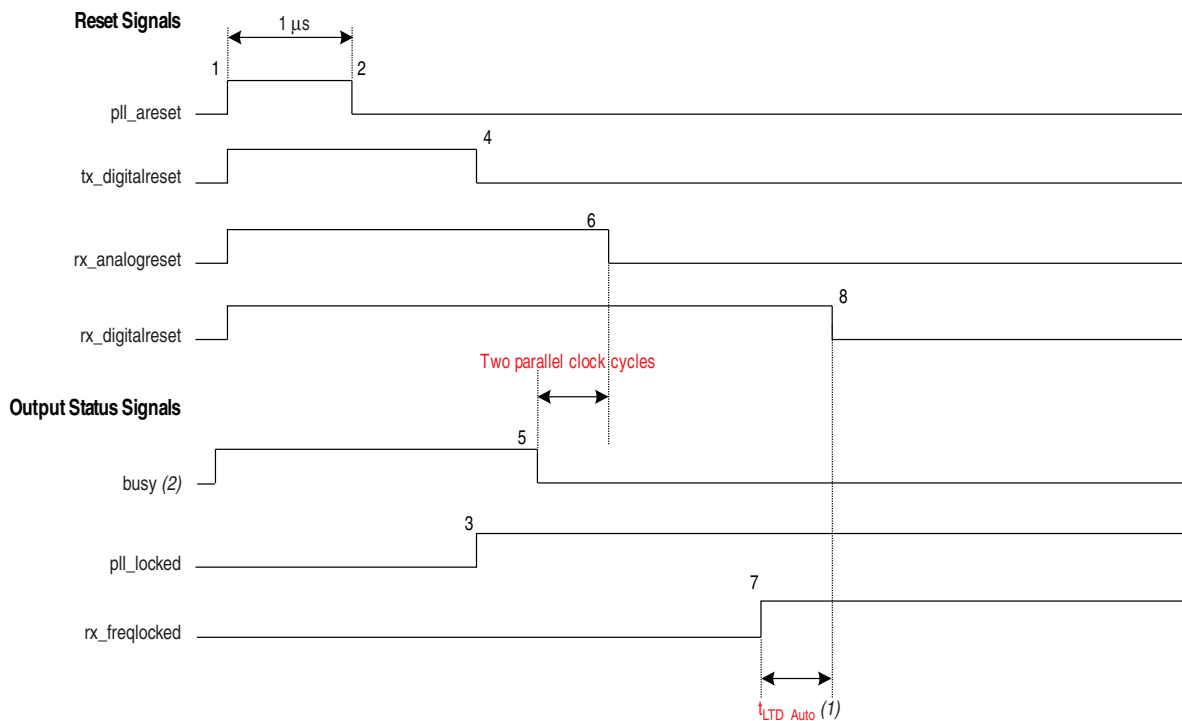 Reset Signals
1 µs
1
2
pll_areset
4
tx_digitalreset
6
rx_analogreset
8
rx_digitalreset
Two parallel clock cycles
Output Status Signals
5
busy (2)
3
pll_locked
7
rx_freqlocked
tLTD_Auto (1)